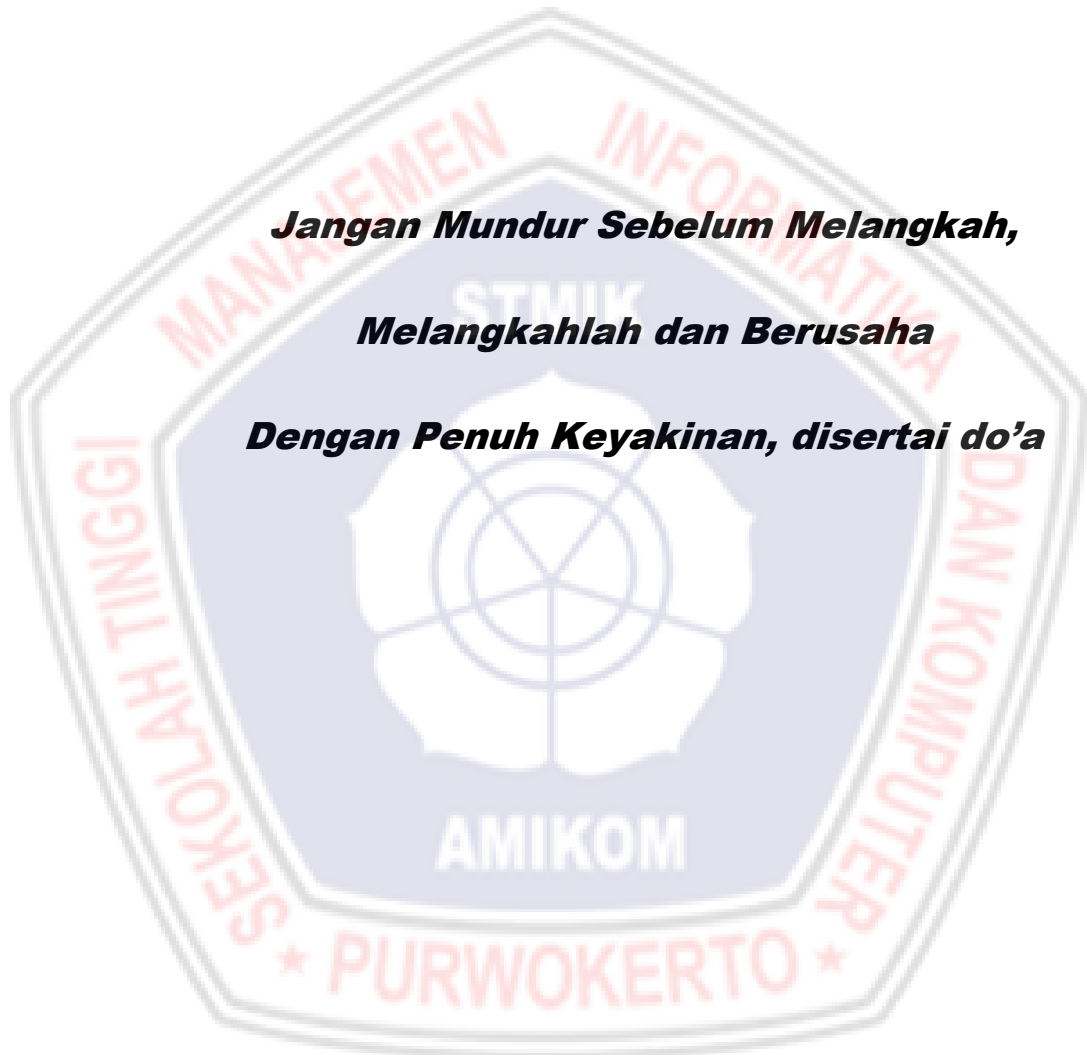 Jangan Mundur Sebelum Melangkah,
Melangkahlah dan Berusaha
Dengan Penuh Keyakinan, disertai do’a
SEKOLAH TINGGI MANAJEMEN INFORMATIKA DAN KOMPUTER
STMIK
AMIKOM
* PURWOKERTO *